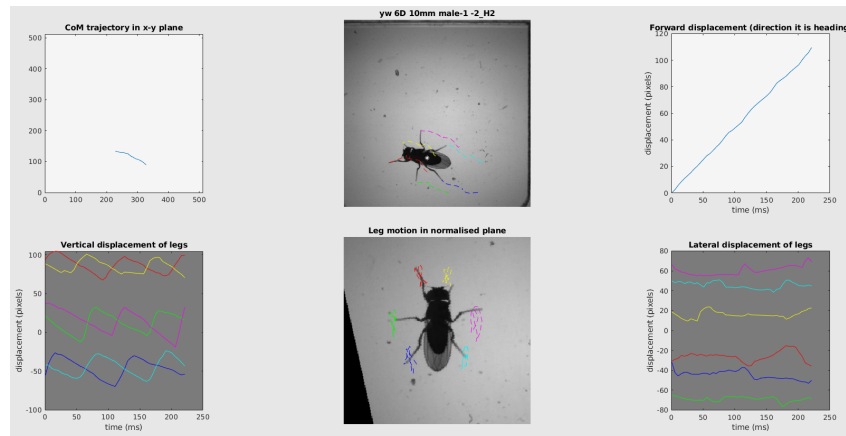 CoM trajectory in x-y plane
500
400
300
200
100
0
0 100 200 300 400 500
yw 6D 10mm male-1 -2_H2
Forward displacement (direction it is heading
displacement (pixels)
120
100
80
60
40
20
0
0 50 100 150 200 250
time (ms)
Vertical displacement of legs
displacement (pixels)
100
50
0
-50
-100
0 50 100 150 200 250
time (ms)
Leg motion in normalised plane
Lateral displacement of legs
displacement (pixels)
80
60
40
20
0
-20
-40
-60
-80
0 50 100 150 200 250
time (ms)